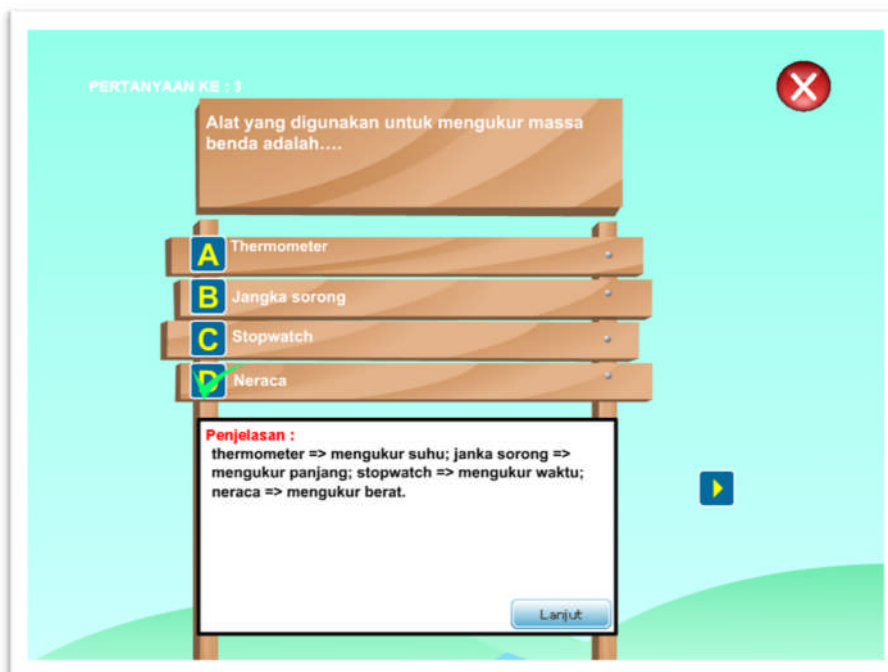 PERTANYAAN KE : 3
Alat yang digunakan untuk mengukur massa
benda adalah....
A Thermometer
B Jangka sorong
C Stopwatch
D Neraca
Penjelasan :
thermometer => mengukur suhu; janka sorong =>
mengukur panjang; stopwatch => mengukur waktu;
neraca => mengukur berat.
Lanjut